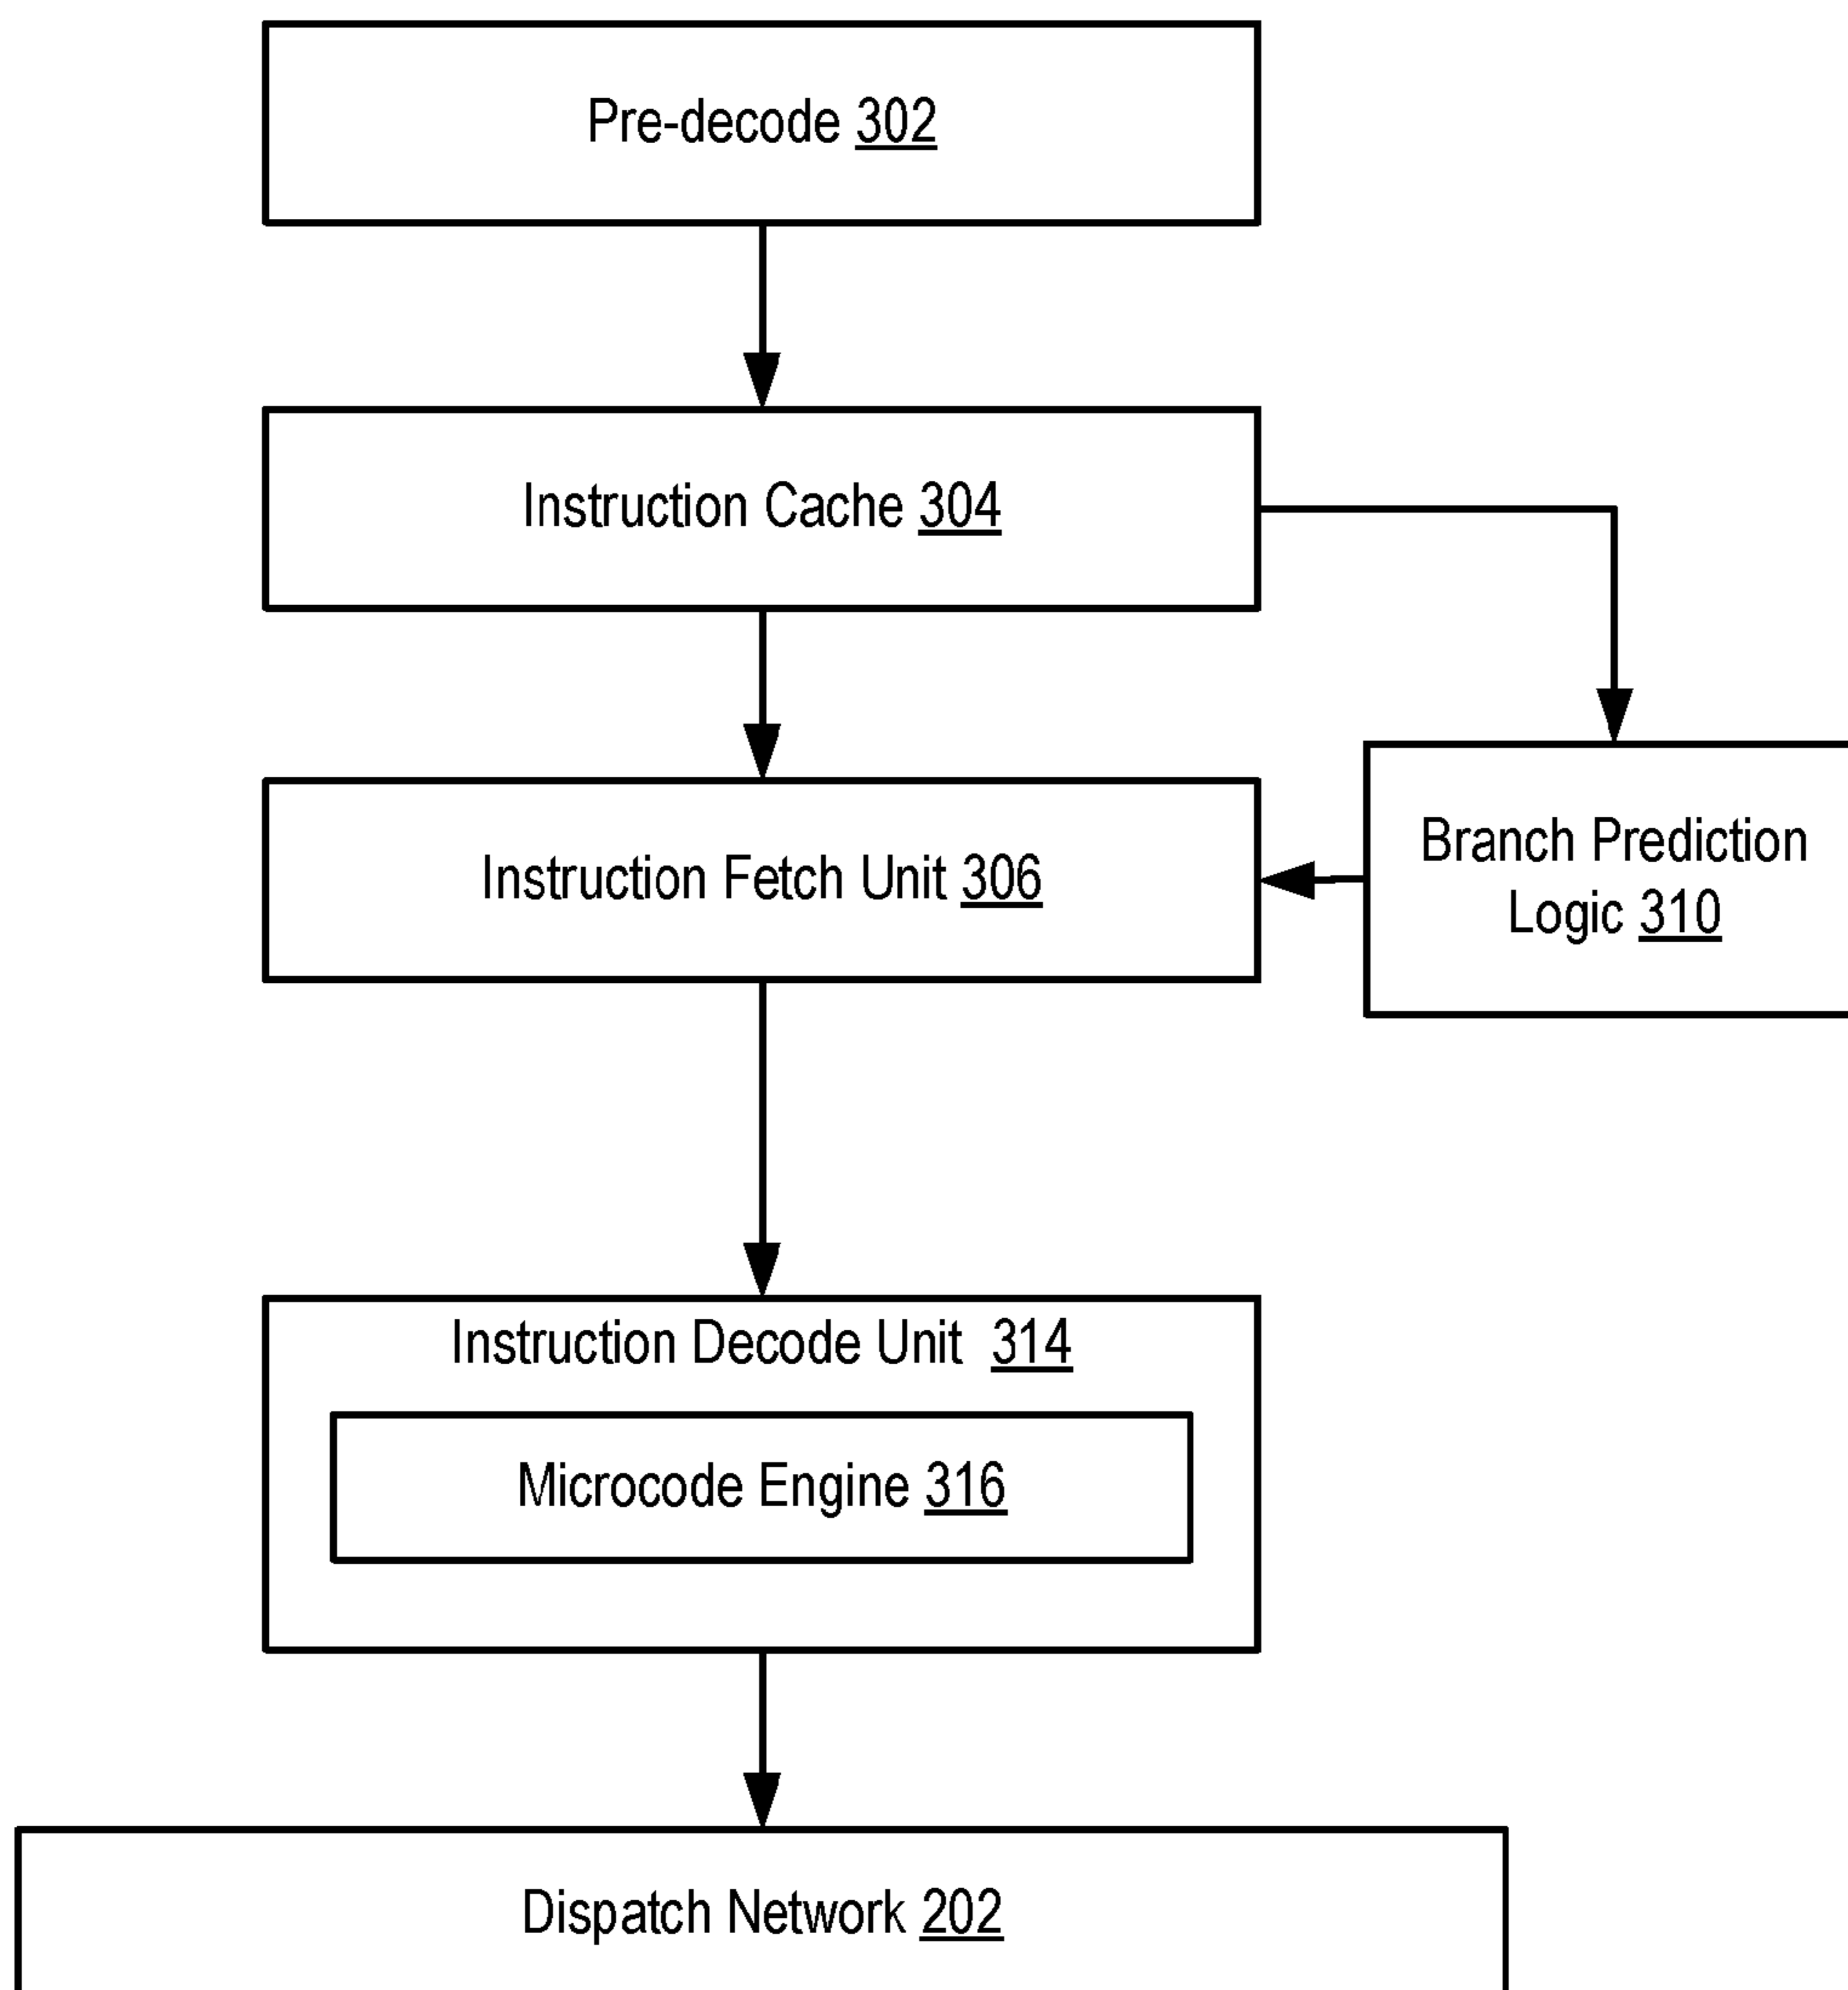 Pre-decode 302
Instruction Cache 304
Instruction Fetch Unit 306
Branch Prediction
Logic 310
Instruction Decode Unit 314
Microcode Engine 316
Dispatch Network 202